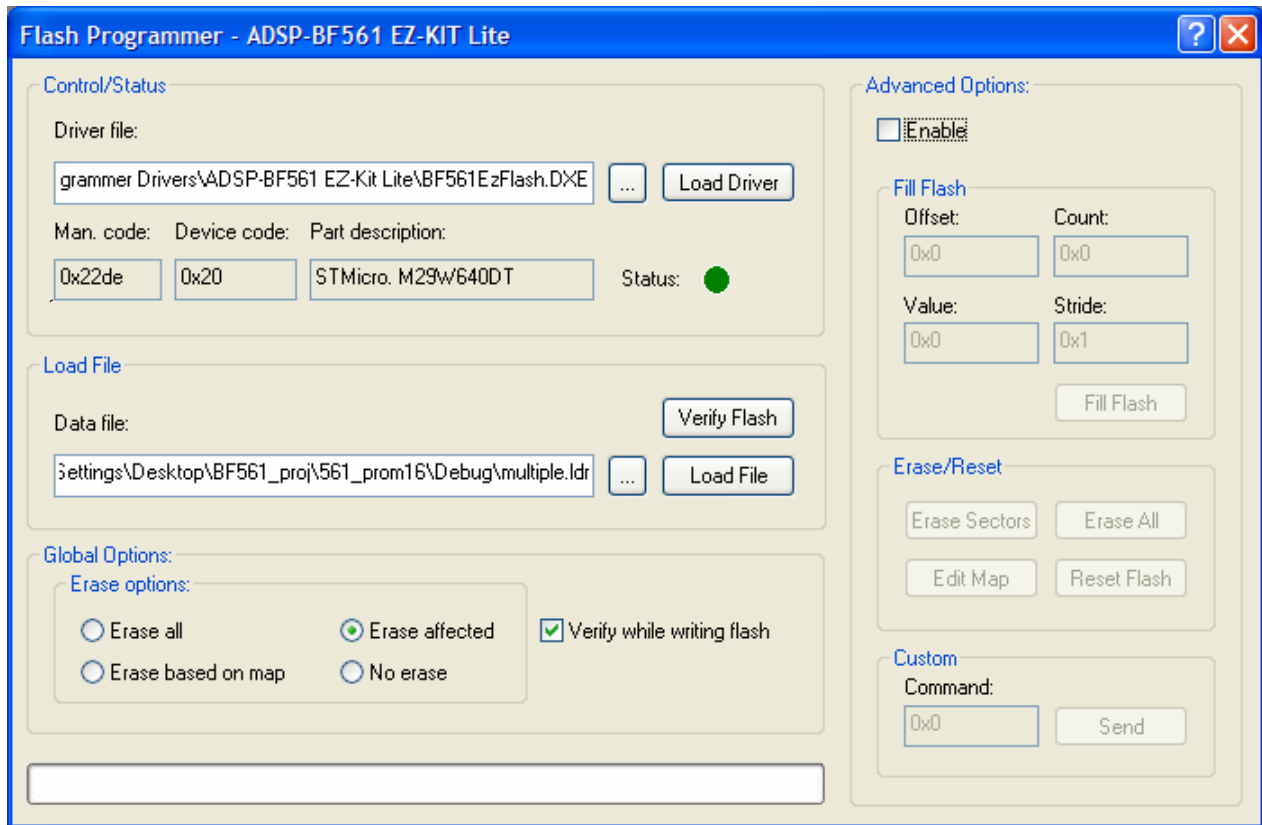 Flash Programmer - ADSP-BF561 EZ-KIT Lite
Control/Status
Driver file:
grammer Drivers\ADSP-BF561 EZ-Kit Lite\BF561EzFlash.DXE
...
Load Driver
Man. code:
Device code:
Part description:
0x22de
0x20
STMicro. M29W640DT
Status:
Load File
Data file:
Verify Flash
Settings\Desktop\BF561_proj\561_prom16\Debug\multiple.ldr
...
Load File
Global Options:
Erase options:
Erase all
Erase affected
Verify while writing flash
Erase based on map
No erase
Advanced Options:
Enable
Fill Flash
Offset:
Count:
0x0
0x0
Value:
Stride:
0x0
0x1
Fill Flash
Erase/Reset
Erase Sectors
Erase All
Edit Map
Reset Flash
Custom
Command:
0x0
Send